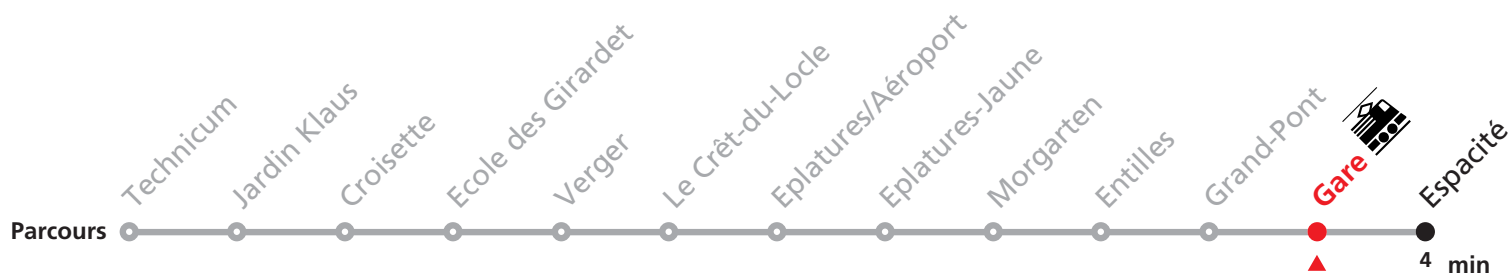 Technicum
Jardin Klaus
Croisette
Ecole des Girardet
Verger
Le Crêt-du-Locle
Eplatures/Aéroport
Eplatures-Jaune
Morgarten
Entilles
Grand-Pont
Gare
Espacité
Parcours
4 min